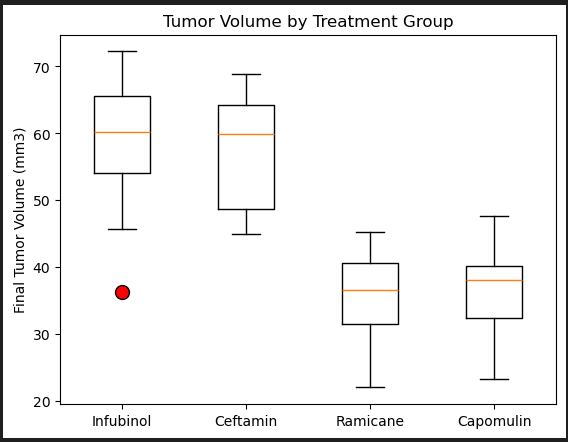 Tumor Volume by Treatment Group
Final Tumor Volume (mm3)
70
60
50
40
30
20
Infubinol Ceftamin Ramicane Capomulin